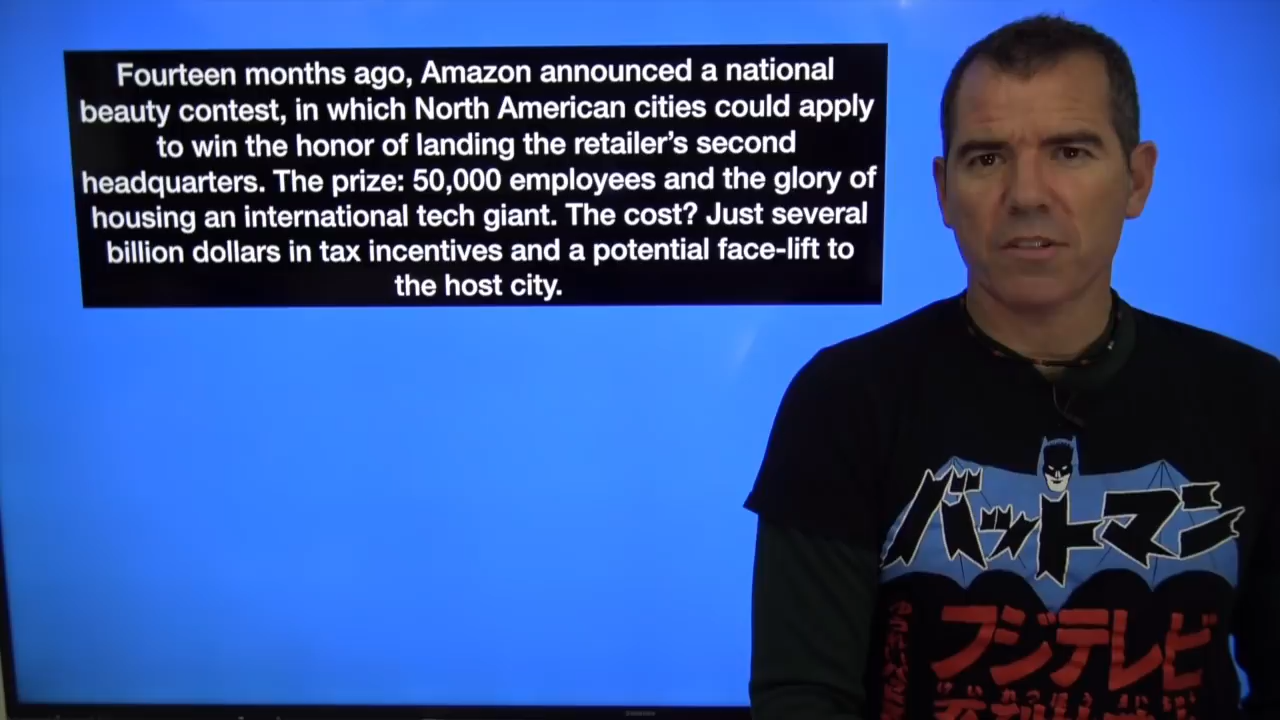 Fourteen months ago, Amazon announced a national
beauty contest, in which North American cities could apply
to win the honor of landing the retailer’s second
headquarters. The prize: 50,000 employees and the glory of
housing an international tech giant. The cost? Just several
billion dollars in tax incentives and a potential face-lift to
the host city.
バットマン
フジテレビ